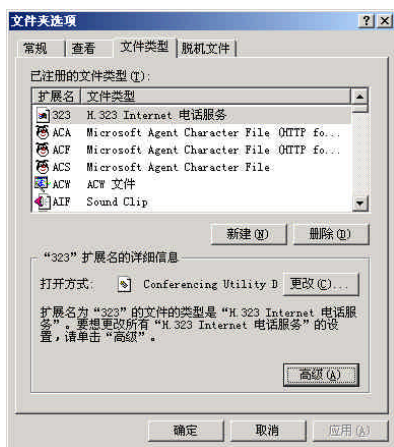 文件夹选项
常规 查看 文件类型 脱机文件
已注册的文件类型(T):
扩展名 文件类型
323 H.323 Internet 电话服务
ACA Microsoft Agent Character File (HTTP fo...
ACF Microsoft Agent Character File (HTTP fo...
ACS Microsoft Agent Character File
ACW ACW 文件
AIF Sound Clip
新建(N) 删除(D)
“323”扩展名的详细信息
打开方式: Conferencing Utility D 更改(C)...
扩展名为“323”的文件的类型是“H.323 Internet 电话服
务”。要想更改所有“H.323 Internet 电话服务”的设
置,请单击“高级”。
高级(A)
确定 取消 应用(A)